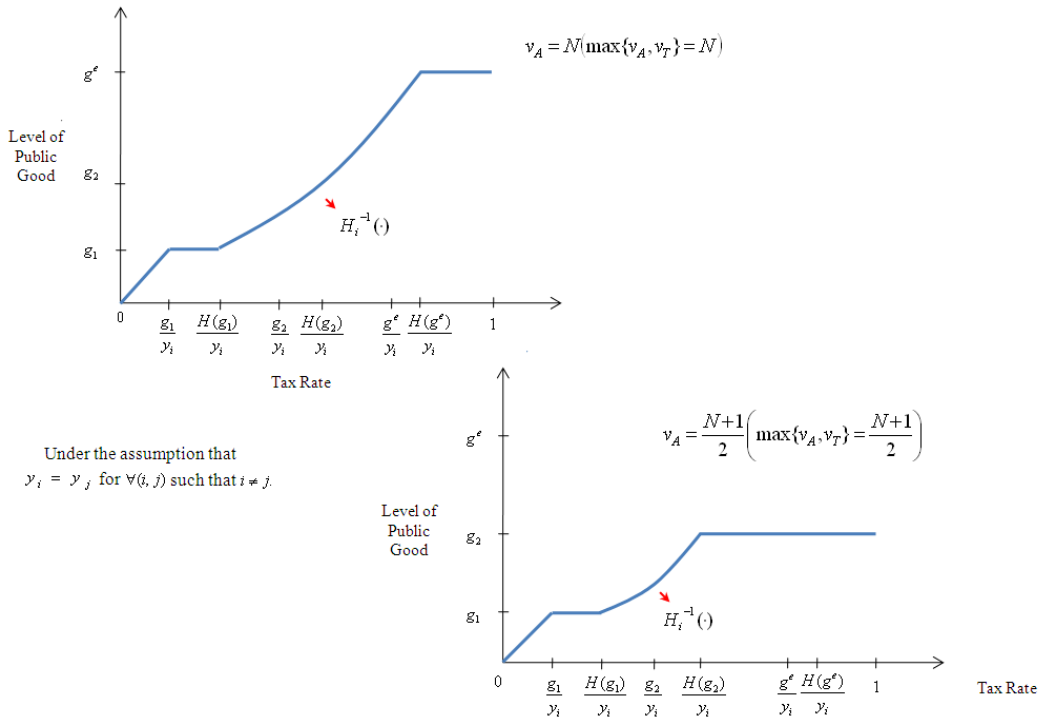 v_A = N(max{v_A, v_T} = N)
g^e
Level of
Public
Good
g_2
H_i^{-1}(·)
g_1
0
g_1/y_i H(g_1)/y_i g_2/y_i H(g_2)/y_i g^e/y_i H(g^e)/y_i 1
Tax Rate
Under the assumption that
y_i = y_j for ∀(i, j) such that i ≠ j.
v_A = (N+1)/2 (max{v_A, v_T} = (N+1)/2)
g^e
Level of
Public
Good
g_2
g_1
H_i^{-1}(·)
0
g_1/y_i H(g_1)/y_i g_2/y_i H(g_2)/y_i g^e/y_i H(g^e)/y_i 1
Tax Rate